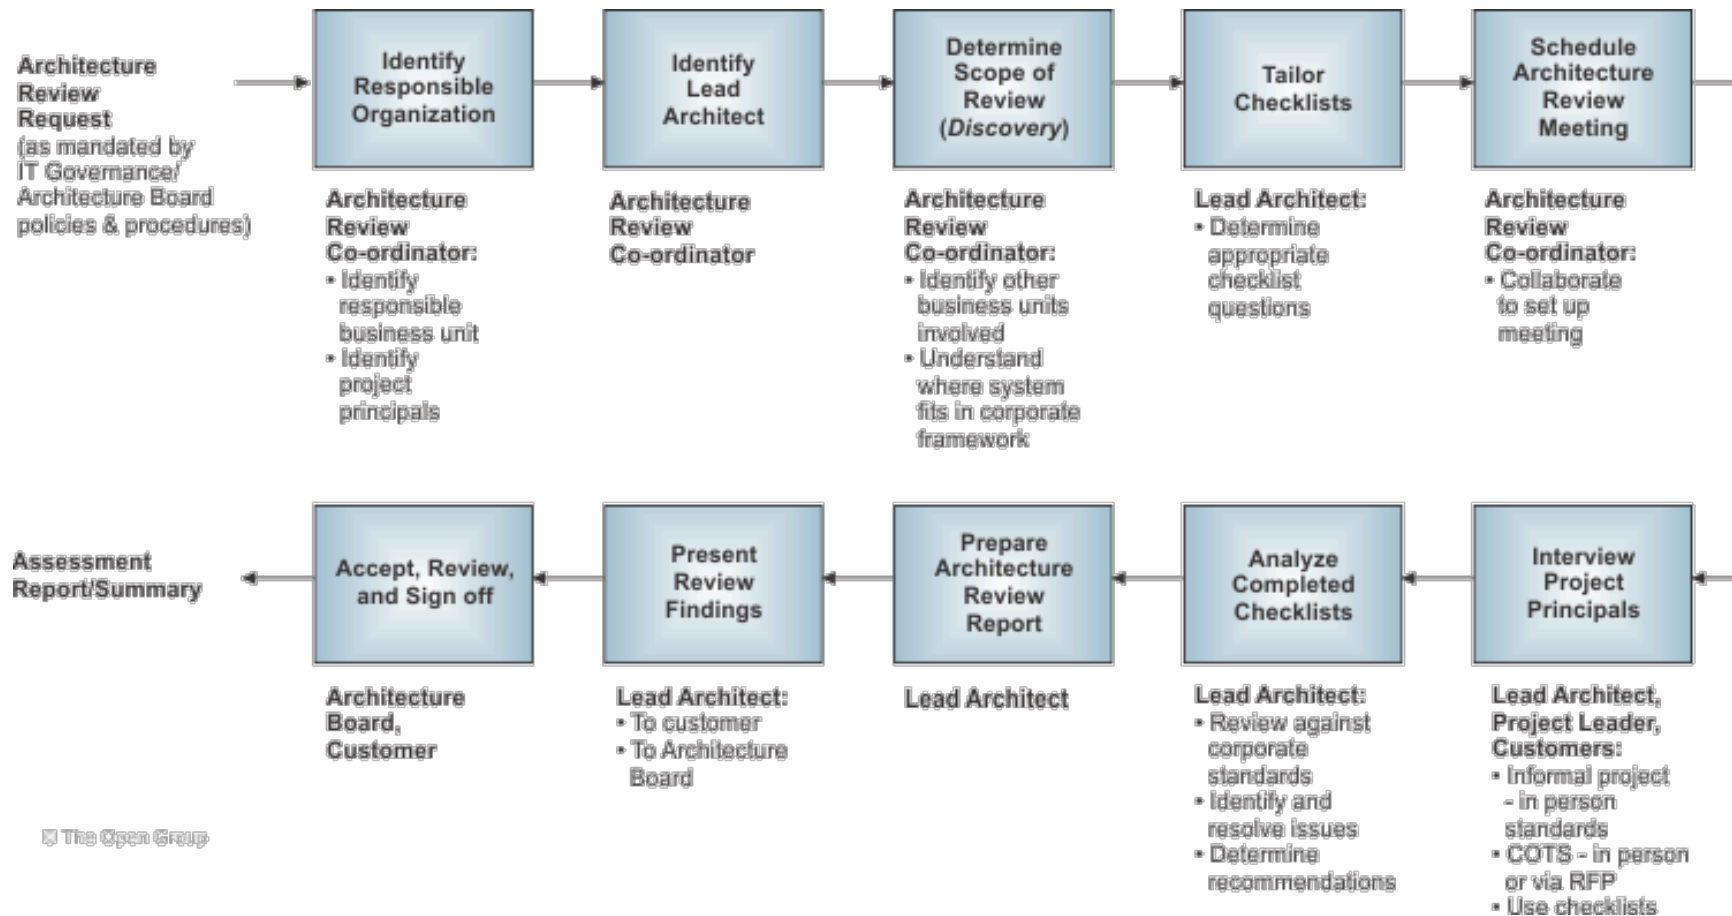 Architecture
Review
Request
(as mandated by
IT Governance/
Architecture Board
policies & procedures)
Identify
Responsible
Organization
Architecture
Review
Co-ordinator:
• Identify
responsible
business unit
• Identify
project
principals
Identify
Lead
Architect
Architecture
Review
Co-ordinator
Determine
Scope of
Review
(Discovery)
Architecture
Review
Co-ordinator:
• Identify other
business units
involved
• Understand
where system
fits in corporate
framework
Tailor
Checklists
Lead Architect:
• Determine
appropriate
checklist
questions
Schedule
Architecture
Review
Meeting
Architecture
Review
Co-ordinator:
• Collaborate
to set up
meeting
Interview
Project
Principals
Lead Architect,
Project Leader,
Customers:
• Informal project
- in person
standards
• COTS - in person
or via RFP
• Use checklists
Analyze
Completed
Checklists
Lead Architect:
• Review against
corporate
standards
• Identify and
resolve issues
• Determine
recommendations
Prepare
Architecture
Review
Report
Lead Architect
Present
Review
Findings
Lead Architect:
• To customer
• To Architecture
Board
Accept, Review,
and Sign off
Architecture
Board,
Customer
Assessment
Report/Summary
© The Open Group